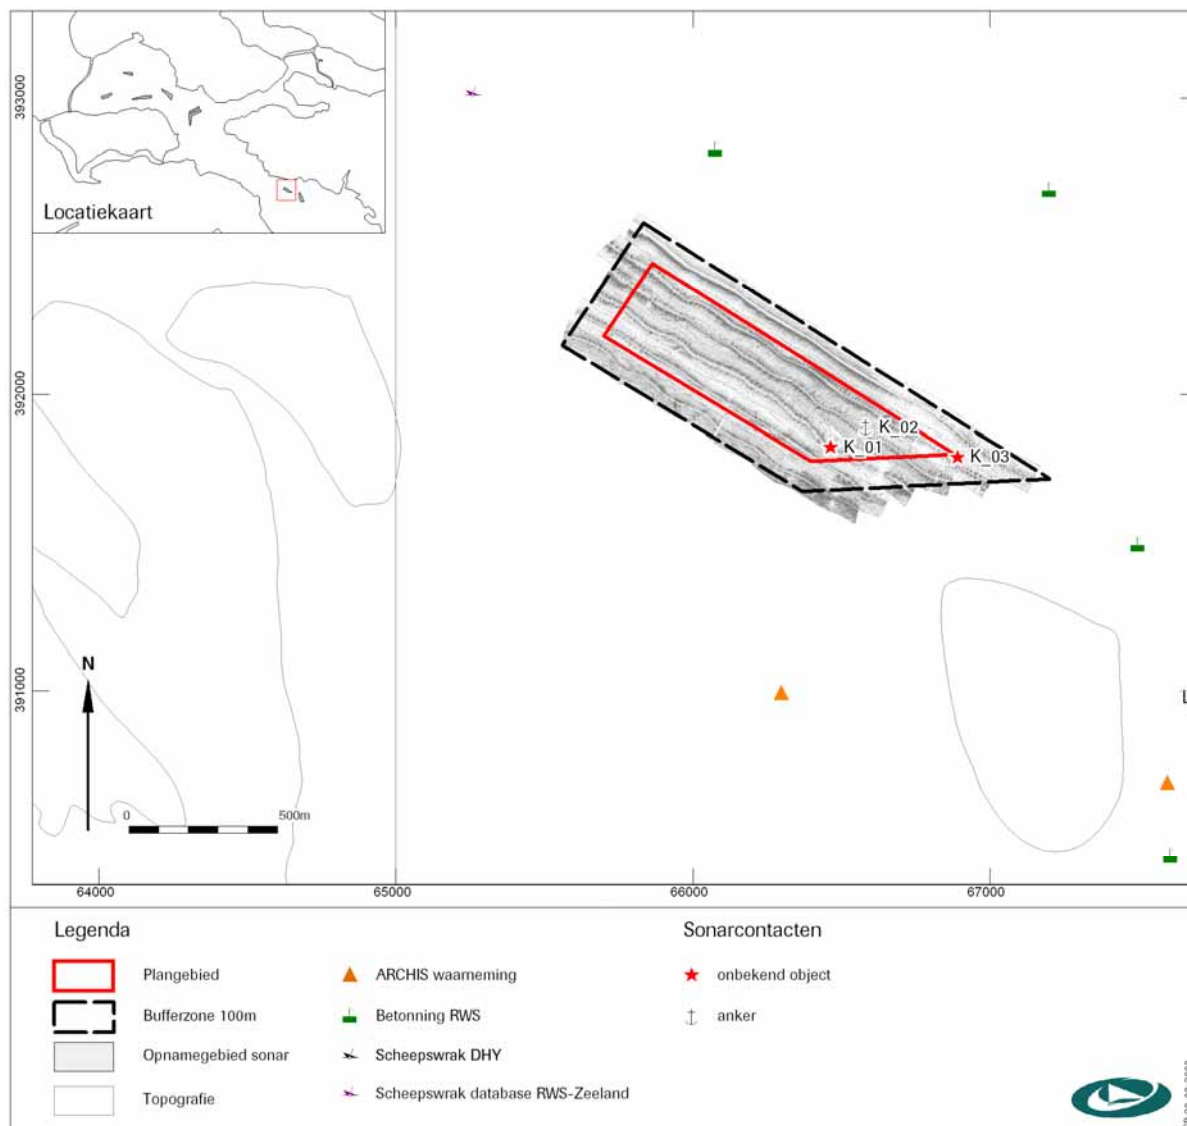 Locatiekaart
393000
392000
391000
K_02
K_01
K_03
N
0
500m
L
64000
65000
66000
67000
Legenda
Sonarcontacten
Plangebied
ARCHIS waarneming
onbekend object
Bufferzone 100m
Betonning RWS
anker
Opnamegebied sonar
Scheepswrak DHY
Topografie
Scheepswrak database RWS-Zeeland